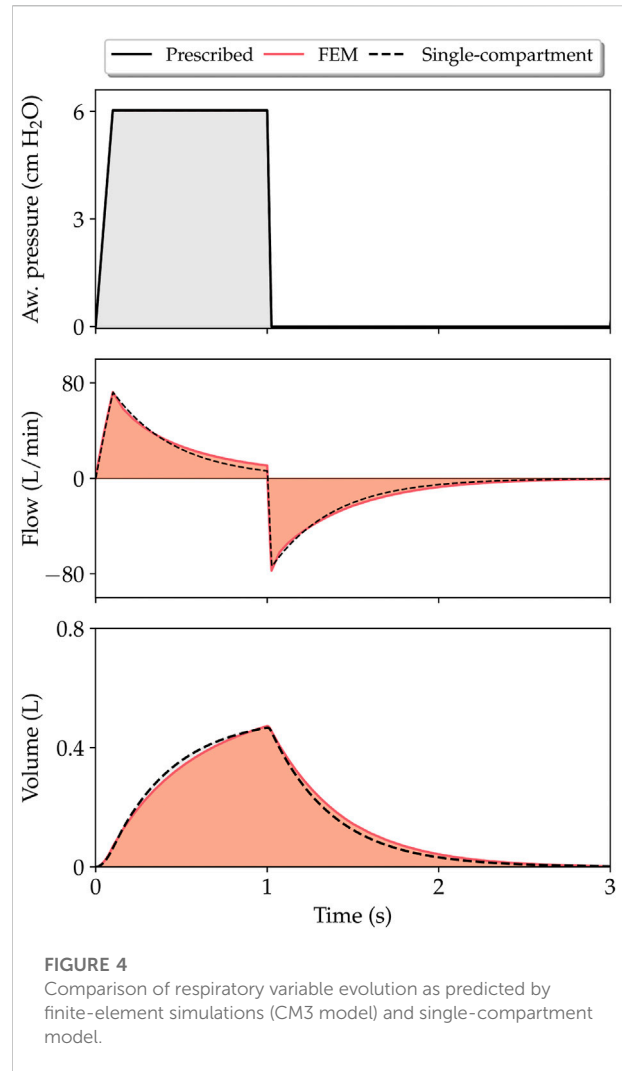 Prescribed FEM Single-compartment
Aw. pressure (cm H₂O)
6
3
0
Flow (L/min)
80
0
−80
Volume (L)
0.8
0.4
0
0 1 2 3
Time (s)
FIGURE 4
Comparison of respiratory variable evolution as predicted by
finite-element simulations (CM3 model) and single-compartment
model.